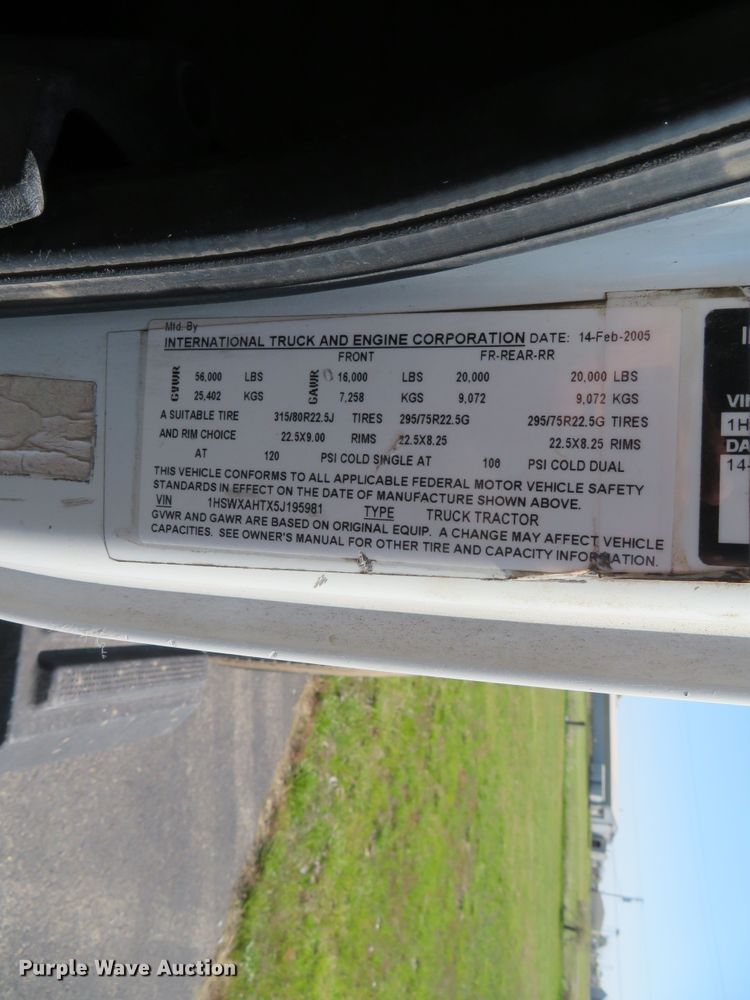 Mfd. By
INTERNATIONAL TRUCK AND ENGINE CORPORATION DATE: 14-Feb-2005
FRONT FR-REAR-RR
GVWR 56,000 LBS GAWR 16,000 LBS 20,000 20,000 LBS
25,402 KGS 7,258 KGS 9,072 9,072 KGS
A SUITABLE TIRE 315/80R22.5J TIRES 295/75R22.5G 295/75R22.5G TIRES
AND RIM CHOICE 22.5X9.00 RIMS 22.5X8.25 22.5X8.25 RIMS
AT 120 PSI COLD SINGLE AT 106 PSI COLD DUAL
THIS VEHICLE CONFORMS TO ALL APPLICABLE FEDERAL MOTOR VEHICLE SAFETY
STANDARDS IN EFFECT ON THE DATE OF MANUFACTURE SHOWN ABOVE.
VIN 1HSWXAHTX5J195981 TYPE TRUCK TRACTOR
GVWR AND GAWR ARE BASED ON ORIGINAL EQUIP. A CHANGE MAY AFFECT VEHICLE
CAPACITIES. SEE OWNER'S MANUAL FOR OTHER TIRE AND CAPACITY INFORMATION.
VIN
1H
DA
14-
Purple Wave Auction